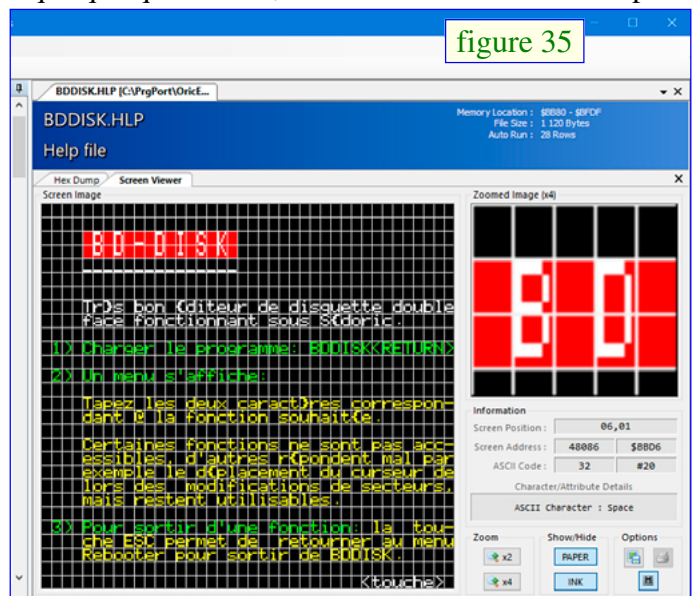 figure 35
BDDISK.HLP [C:\PrgPort\OricE...
BDDISK.HLP
Help file
Memory Location : $BB80 - $BFDF
File Size : 1 120 Bytes
Auto Run : 28 Rows
Hex Dump Screen Viewer
Screen Image
BD-DISK
Tr}s bon {diteur de disquette double
face fonctionnant sous S{doric.
1) Charger le programme: BDDISK<RETURN>
2) Un menu s'affiche:
Tapez les deux caract}res correspon-
dant @ la fonction souhait{e.
Certaines fonctions ne sont pas acc-
essibles, d'autres r{pondent mal par
exemple le d{placement du curseur de
lors des modifications de secteurs,
mais restent utilisables.
3) Pour sortir d'une fonction: la tou-
che ESC permet de retourner au menu
Rebooter pour sortir de BDDISK.
<touche>
Zoomed Image (x4)
B D
Information
Screen Position : 06,01
Screen Address : 48086 $BBD6
ASCII Code : 32 #20
Character/Attribute Details
ASCII Character : Space
Zoom Show/Hide Options
x2 PAPER
x4 INK